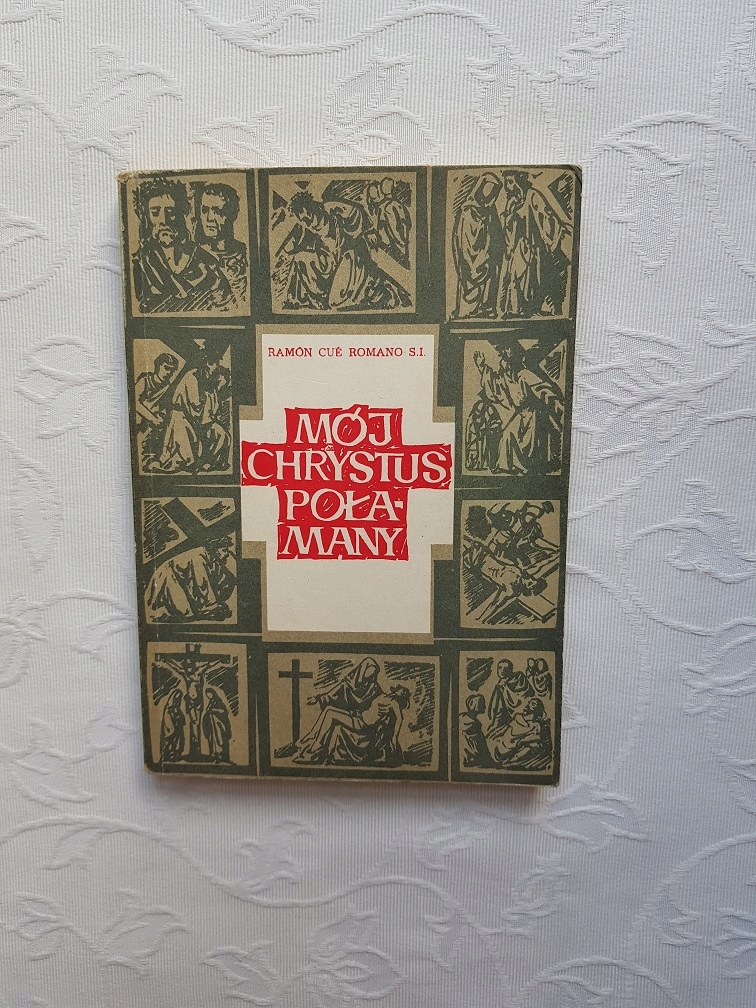 RAMÓN CUÉ ROMANO S.I.
MÓJ
CHRYSTUS
POŁA-
MANY